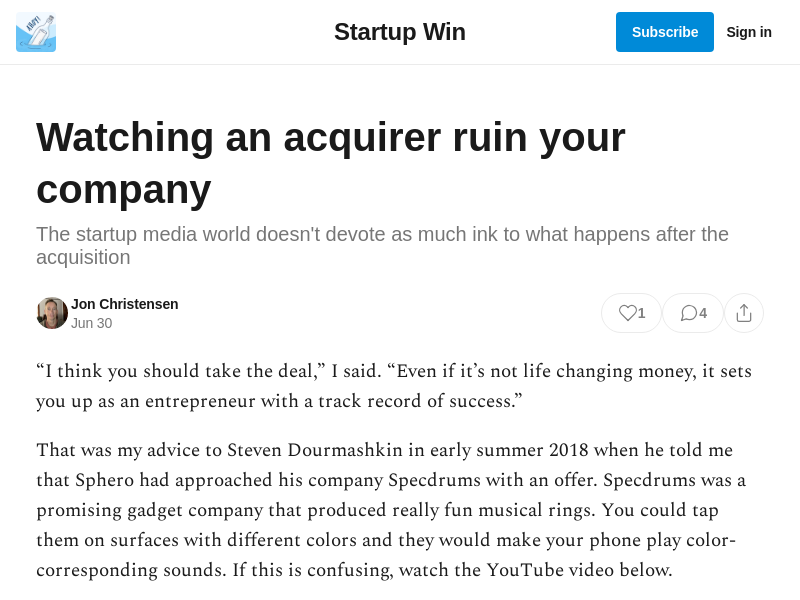 Startup Win
Subscribe
Sign in
Watching an acquirer ruin your
company
The startup media world doesn't devote as much ink to what happens after the
acquisition
Jon Christensen
Jun 30
1
4
“I think you should take the deal,” I said. “Even if it’s not life changing money, it sets
you up as an entrepreneur with a track record of success.”
That was my advice to Steven Dourmashkin in early summer 2018 when he told me
that Sphero had approached his company Specdrums with an offer. Specdrums was a
promising gadget company that produced really fun musical rings. You could tap
them on surfaces with different colors and they would make your phone play color-
corresponding sounds. If this is confusing, watch the YouTube video below.